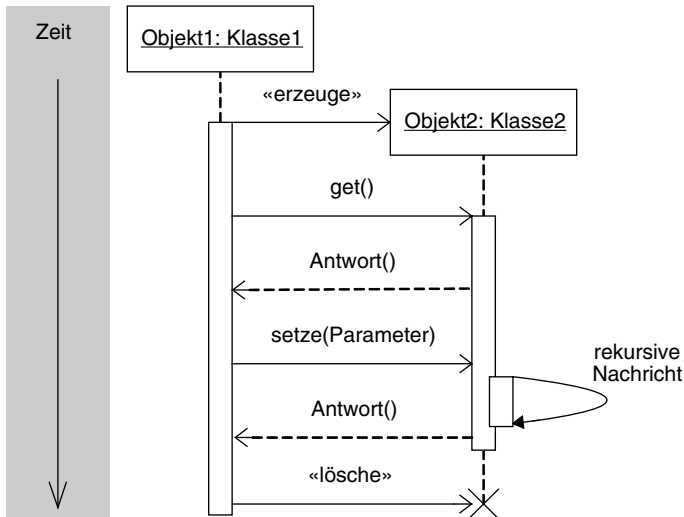 Zeit
Objekt1: Klasse1
«erzeuge»
Objekt2: Klasse2
get()
Antwort()
setze(Parameter)
rekursive
Nachricht
Antwort()
«lösche»